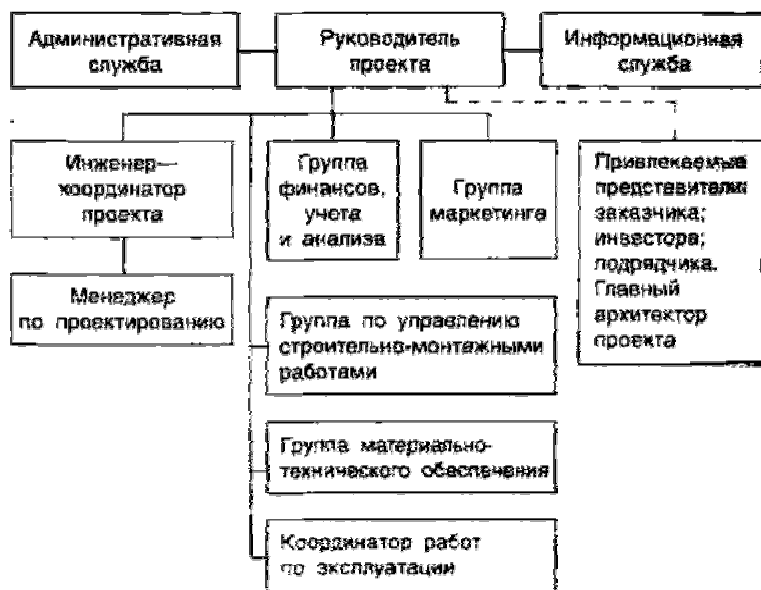 Административная
служба
Руководитель
проекта
Информационная
служба
Инженер—
координатор
проекта
Группа
финансов,
учета
и анализа
Группа
маркетинга
Привлекаемые
представители
заказчика;
инвестора;
подрядчика.
Главный
архитектор
проекта
Менеджер
по проектированию
Группа по управлению
строительно-монтажными
работами
Группа материально-
технического обеспечения
Координатор работ
по эксплуатации